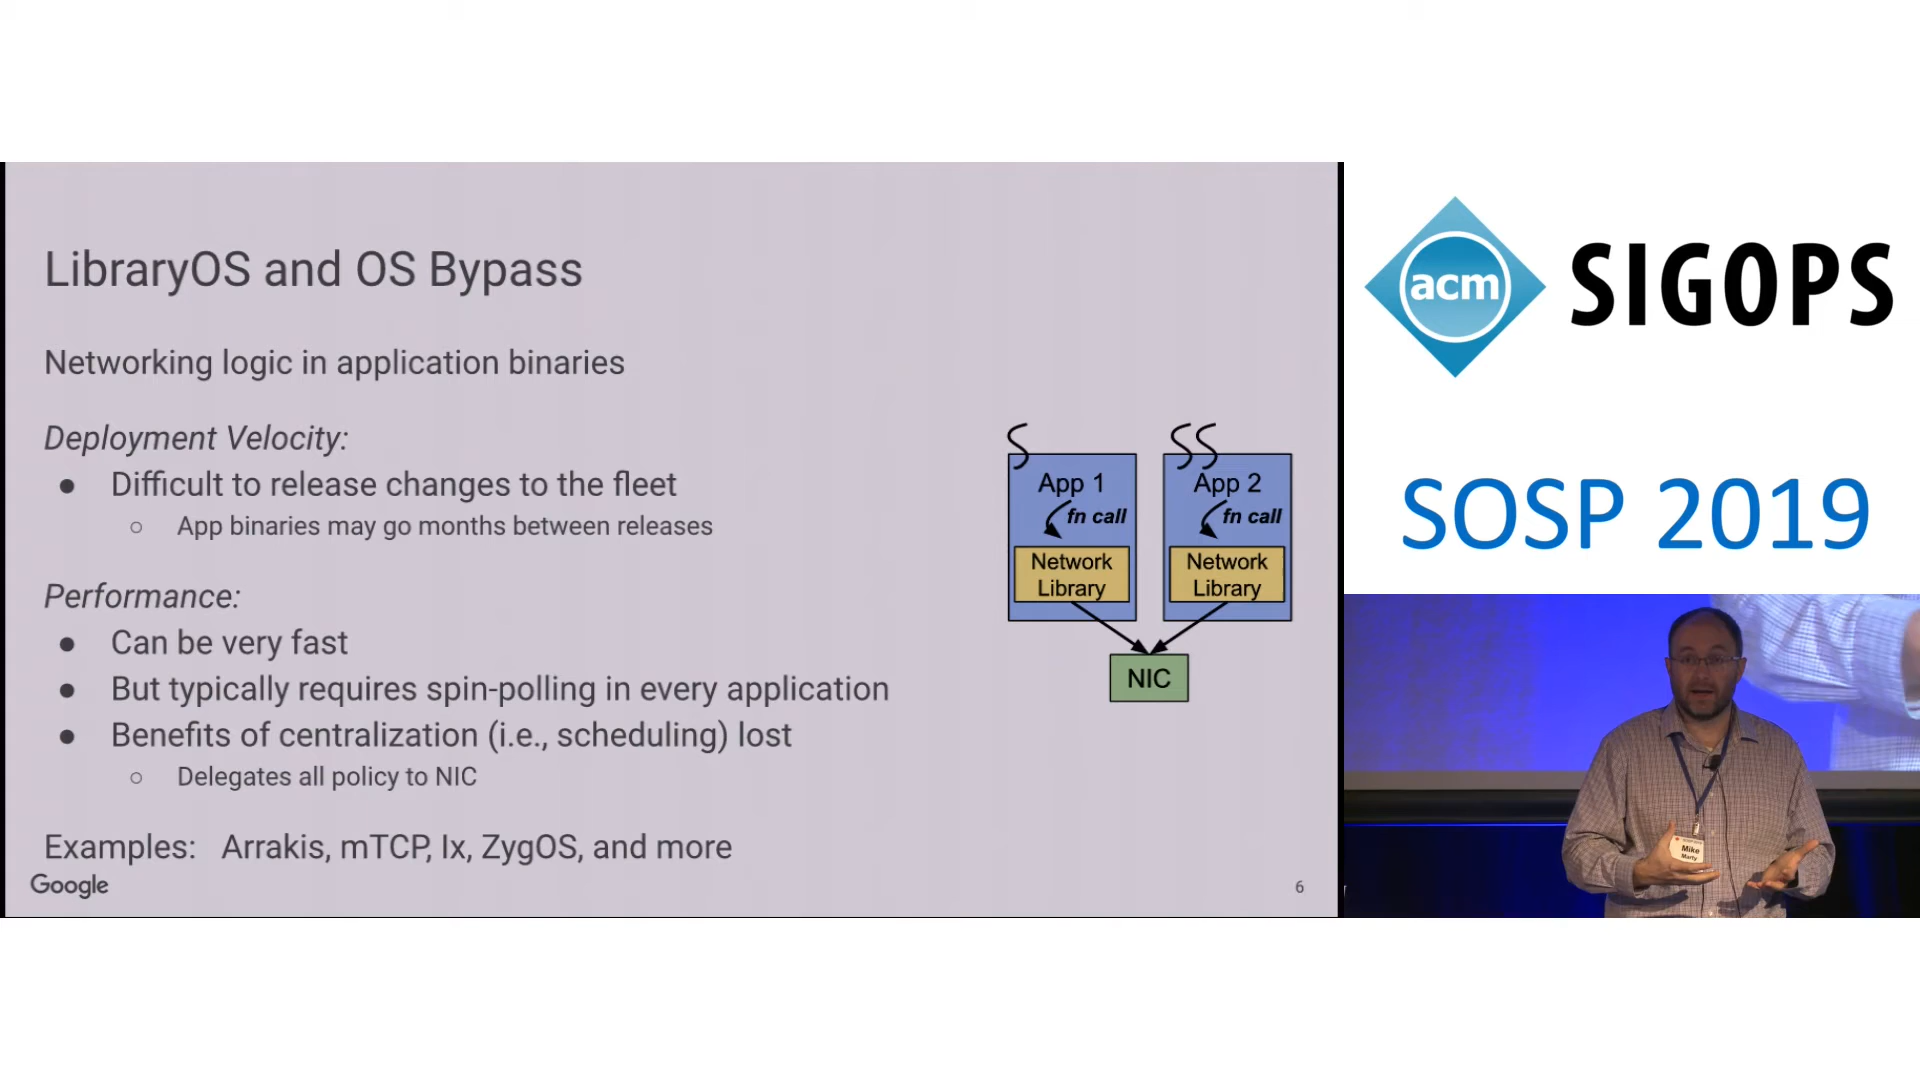 LibraryOS and OS Bypass
Networking logic in application binaries
Deployment Velocity:
● Difficult to release changes to the fleet
○ App binaries may go months between releases
Performance:
● Can be very fast
● But typically requires spin-polling in every application
● Benefits of centralization (i.e., scheduling) lost
○ Delegates all policy to NIC
Examples: Arrakis, mTCP, Ix, ZygOS, and more
Google
6
App 1
fn call
Network
Library
App 2
fn call
Network
Library
NIC
acm
SIGOPS
SOSP 2019
Mike
Marty